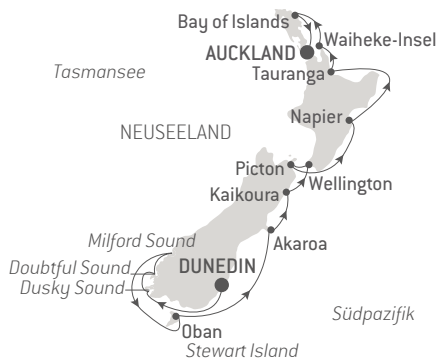 Bay of Islands
AUCKLAND
Waiheke-Insel
Tauranga
Tasmansee
Napier
NEUSEELAND
Picton
Wellington
Kaikoura
Akaroa
Milford Sound
Doubtful Sound
Dusky Sound
DUNEDIN
Südpazifik
Oban
Stewart Island